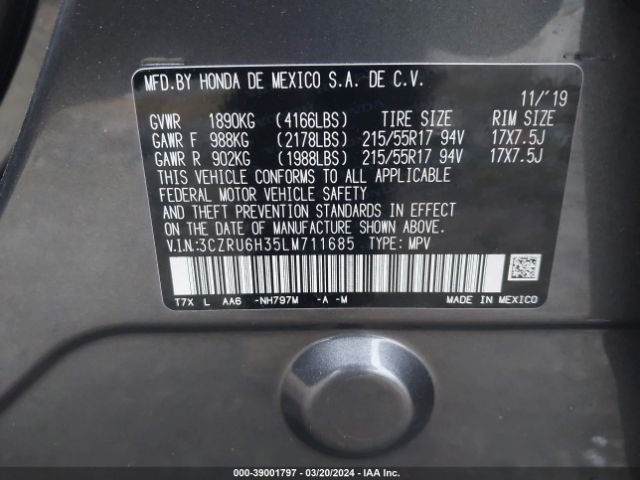 MFD.BY HONDA DE MEXICO S.A. DE C.V.
11/'19
GVWR 1890KG (4166LBS) TIRE SIZE RIM SIZE
GAWR F 988KG (2178LBS) 215/55R17 94V 17X7.5J
GAWR R 902KG (1988LBS) 215/55R17 94V 17X7.5J
THIS VEHICLE CONFORMS TO ALL APPLICABLE
FEDERAL MOTOR VEHICLE SAFETY
AND THEFT PREVENTION STANDARDS IN EFFECT
ON THE DATE OF MANUFACTURE SHOWN ABOVE.
V.I.N:3CZRU6H35LM711685 TYPE: MPV
T7X L AA6 -NH797M -A -M MADE IN MEXICO
000-39001797 - 03/20/2024 - IAA Inc.